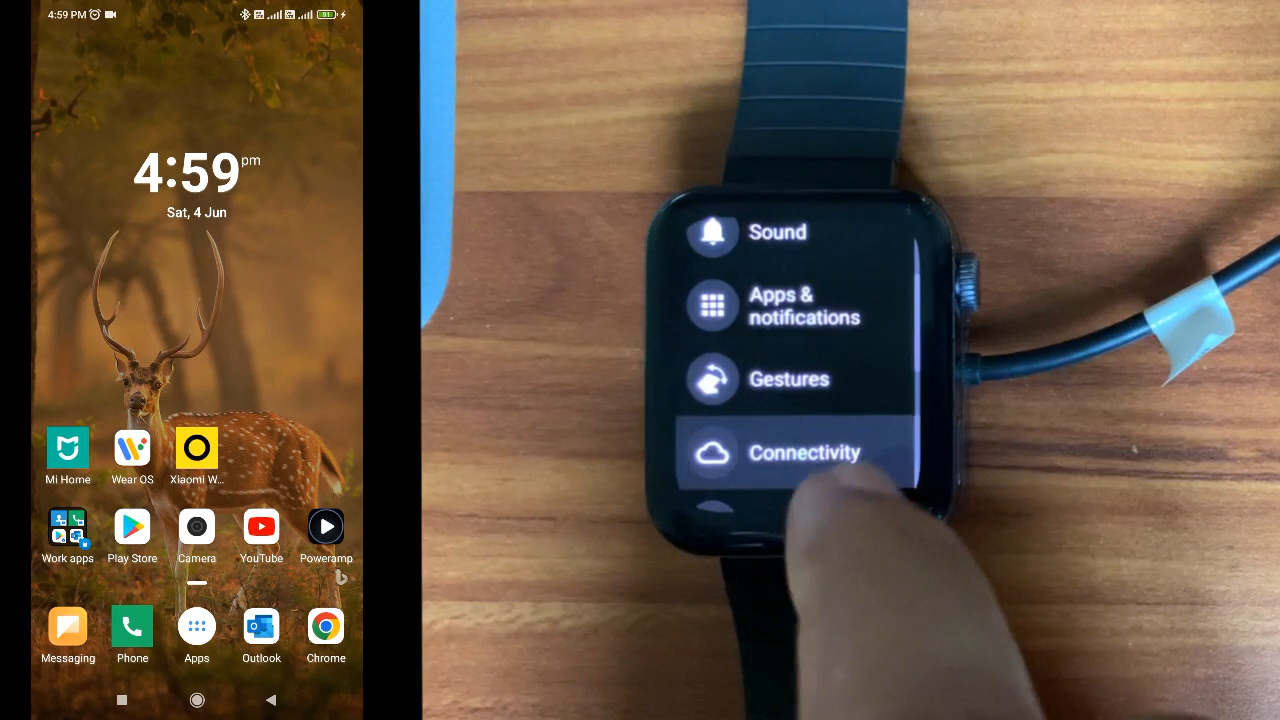 4:59 PM
91
4:59pm
Sat, 4 Jun
Mi Home
Wear OS
Xiaomi W...
Work apps
Play Store
Camera
YouTube
Poweramp
Messaging
Phone
Apps
Outlook
Chrome
Sound
Apps &
notifications
Gestures
Connectivity